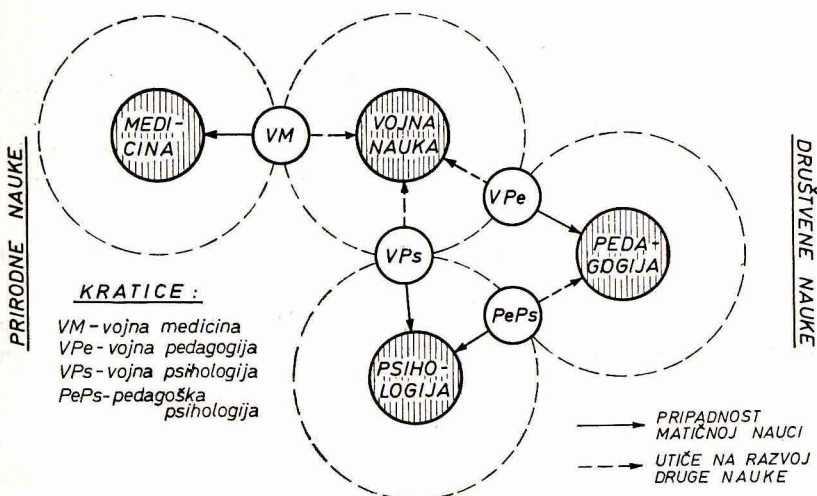 PRIRODNE NAUKE
MEDI-
CINA
VM
VOJNA
NAUKA
VPe
VPs
PEDA-
GOGIJA
PePs
PSIHO-
LOGIJA
DRUŠTVENE NAUKE
KRATICE:
VM-vojna medicina
VPe-vojna pedagogija
VPs-vojna psihologija
PePs-pedagoška
psihologija
PRIPADNOST
MATIČNOJ NAUCI
UTIČE NA RAZVOJ
DRUGE NAUKE